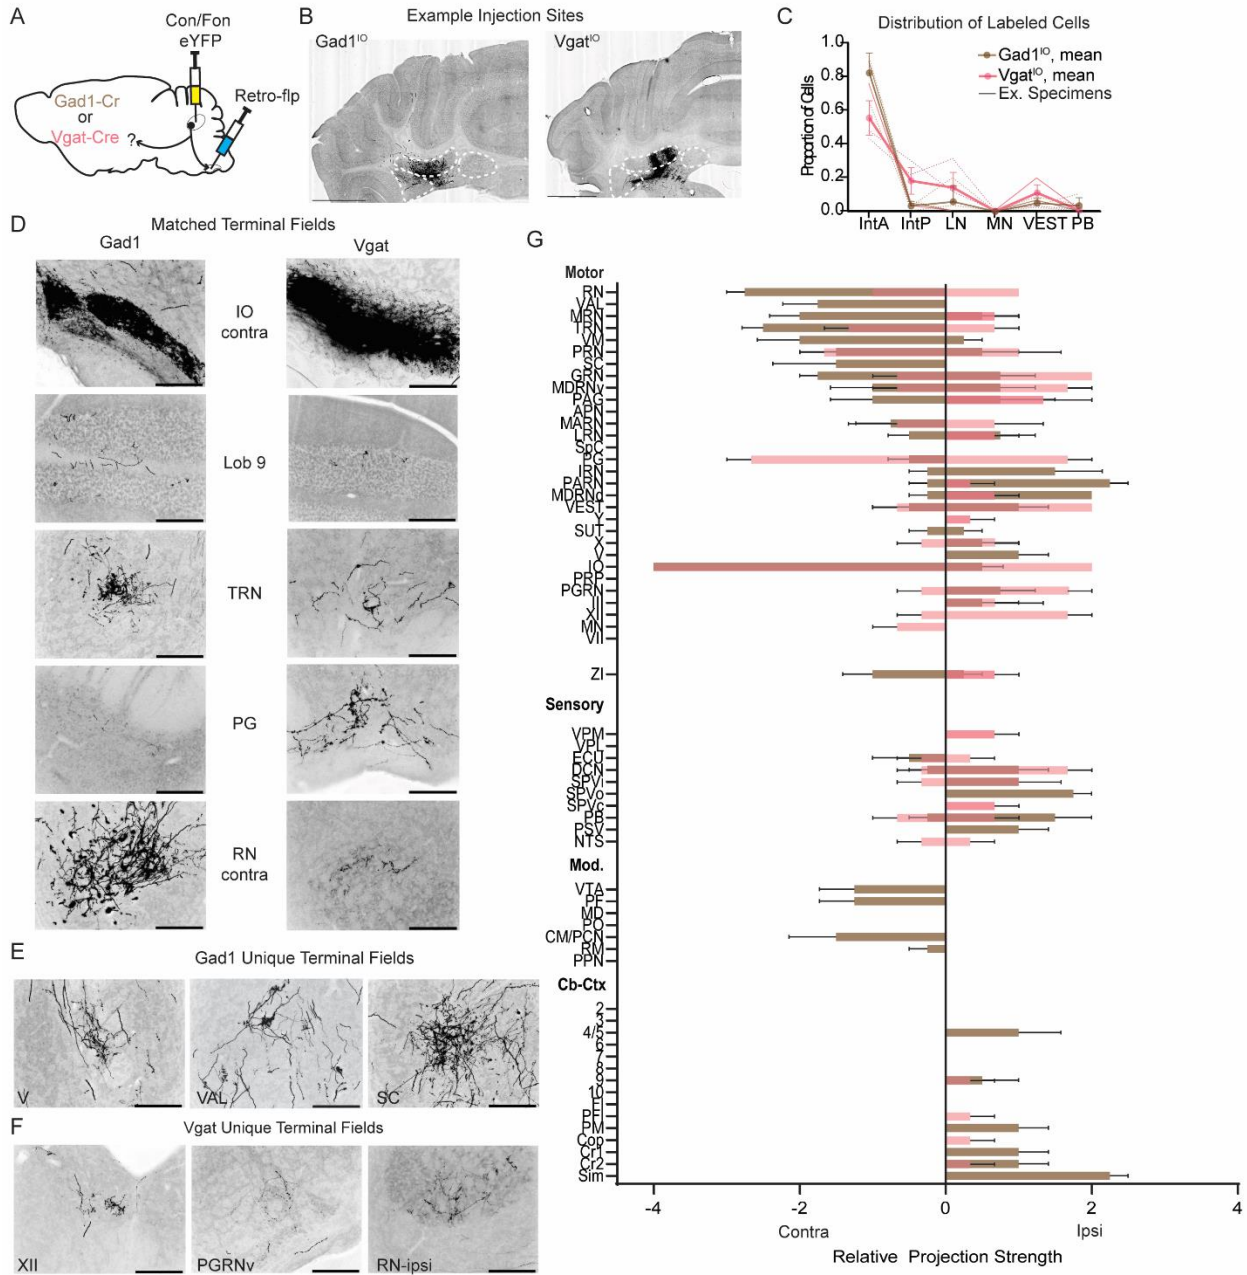 A
Con/Fon
eYFP
Retro-flp
Gad1-Cr
or
Vgat-Cre
?
B
Example Injection Sites
Gad1IO
VgatIO
C
Distribution of Labeled Cells
Proportion of Cells
1.0
0.8
0.6
0.4
0.2
0.0
IntA IntP LN MN VEST PB
Gad1IO, mean
VgatIO, mean
Ex. Specimens
D
Matched Terminal Fields
Gad1
Vgat
IO
contra
Lob 9
TRN
PG
RN
contra
E
Gad1 Unique Terminal Fields
V
VAL
SC
F
Vgat Unique Terminal Fields
XII
PGRNv
RN-ipsi
G
Motor
RN
VAL
MRN
TRN
VM
PRN
SC
GRN
MDRNv
PAG
APN
MARN
LRN
SpC
PG
IRN
PARN
MDRNd
VEST
Y
SUT
X
V
IO
PRP
PGRN
III
XII
MN
VII
ZI
Sensory
VPM
VPL
ECU
DCN
SPVi
SPVo
SPVc
PB
PSV
NTS
Mod.
VTA
PF
MD
PO
CM/PCN
RM
PPN
Cb-Ctx
2
3
4/5
6
7
8
9
10
Fl
PFl
PM
Cop
Cr1
Cr2
Sim
-4 -2 0 2 4
Contra
Ipsi
Relative Projection Strength